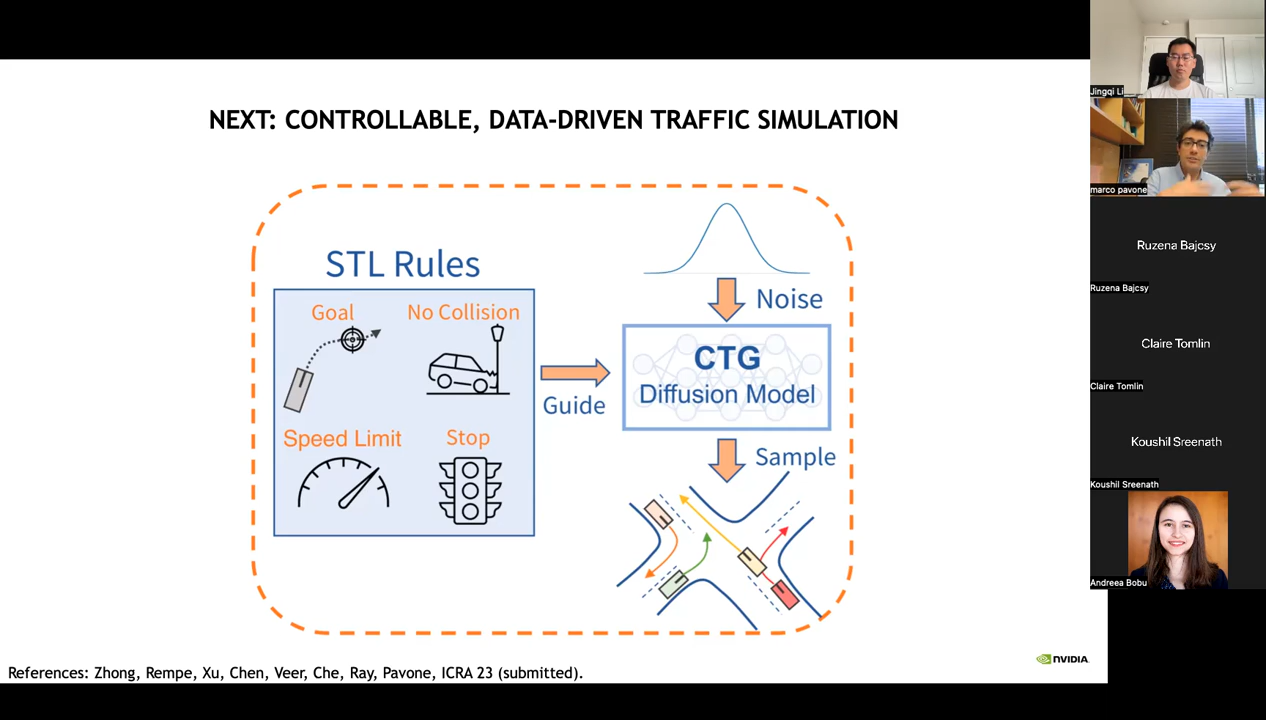 NEXT: CONTROLLABLE, DATA-DRIVEN TRAFFIC SIMULATION
STL Rules
Goal
No Collision
Speed Limit
Stop
Guide
Noise
CTG
Diffusion Model
Sample
References: Zhong, Rempe, Xu, Chen, Veer, Che, Ray, Pavone, ICRA 23 (submitted).
NVIDIA
Jingqi Li
marco pavone
Ruzena Bajcsy
Ruzena Bajcsy
Claire Tomlin
Claire Tomlin
Koushil Sreenath
Koushil Sreenath
Andreea Bobu